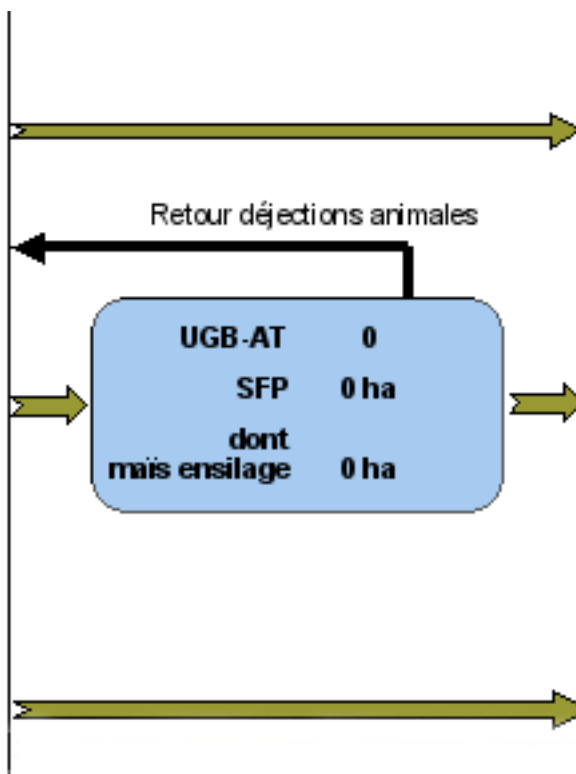 Retour déjections animales
UGB-AT 0
SFP 0 ha
dont
maïs ensilage 0 ha